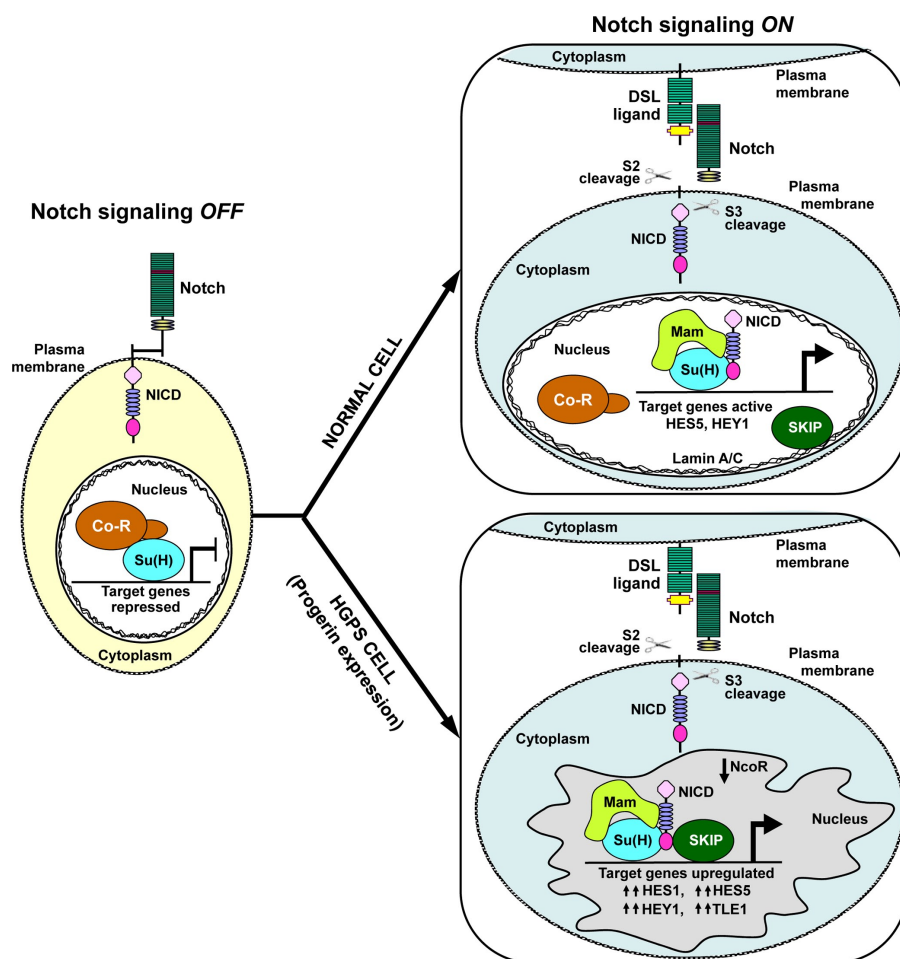 Notch signaling OFF
Notch
Plasma
membrane
NICD
Nucleus
Co-R
Su(H)
Target genes
repressed
Cytoplasm
NORMAL CELL
HGPS CELL
(Progerin expression)
Notch signaling ON
Cytoplasm
Plasma
membrane
DSL
ligand
Notch
S2
cleavage
Plasma
membrane
S3
cleavage
NICD
Cytoplasm
Nucleus
Mam
NICD
Su(H)
Co-R
Target genes active
HES5, HEY1
SKIP
Lamin A/C
Cytoplasm
Plasma
membrane
DSL
ligand
Notch
S2
cleavage
Plasma
membrane
S3
cleavage
NICD
Cytoplasm
↓NcoR
Mam
NICD
Nucleus
Su(H)
SKIP
Target genes upregulated
↑↑HES1, ↑↑HES5
↑↑HEY1, ↑↑TLE1